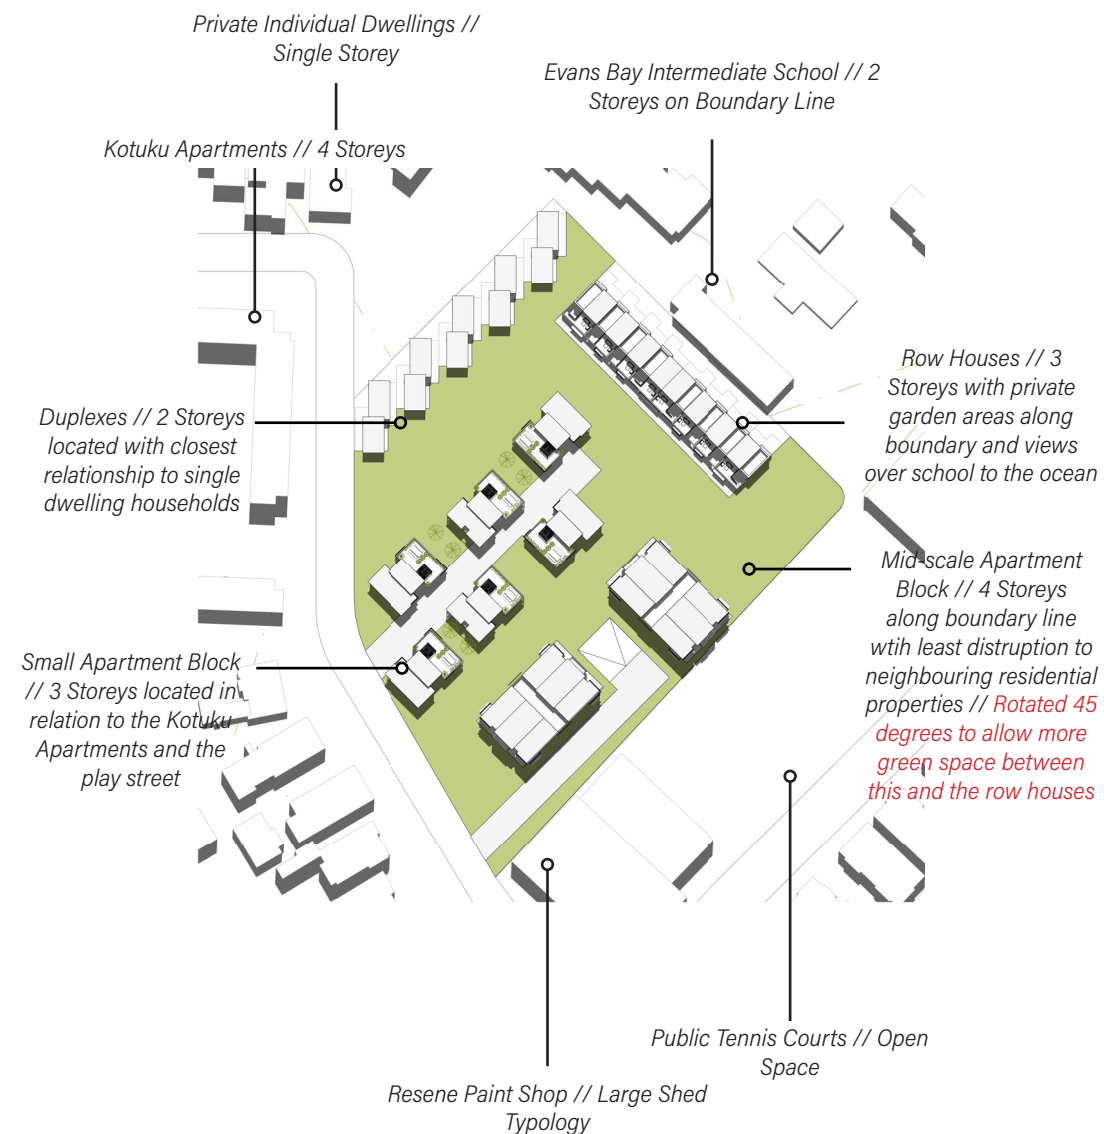 Private Individual Dwellings //
Single Storey
Evans Bay Intermediate School // 2
Storeys on Boundary Line
Kotuku Apartments // 4 Storeys
Row Houses // 3
Storeys with private
garden areas along
boundary and views
over school to the ocean
Duplexes // 2 Storeys
located with closest
relationship to single
dwelling households
Mid-scale Apartment
Block // 4 Storeys
along boundary line
wtih least distruption to
neighbouring residential
properties // Rotated 45
degrees to allow more
green space between
this and the row houses
Small Apartment Block
// 3 Storeys located in
relation to the Kotuku
Apartments and the
play street
Public Tennis Courts // Open
Space
Resene Paint Shop // Large Shed
Typology